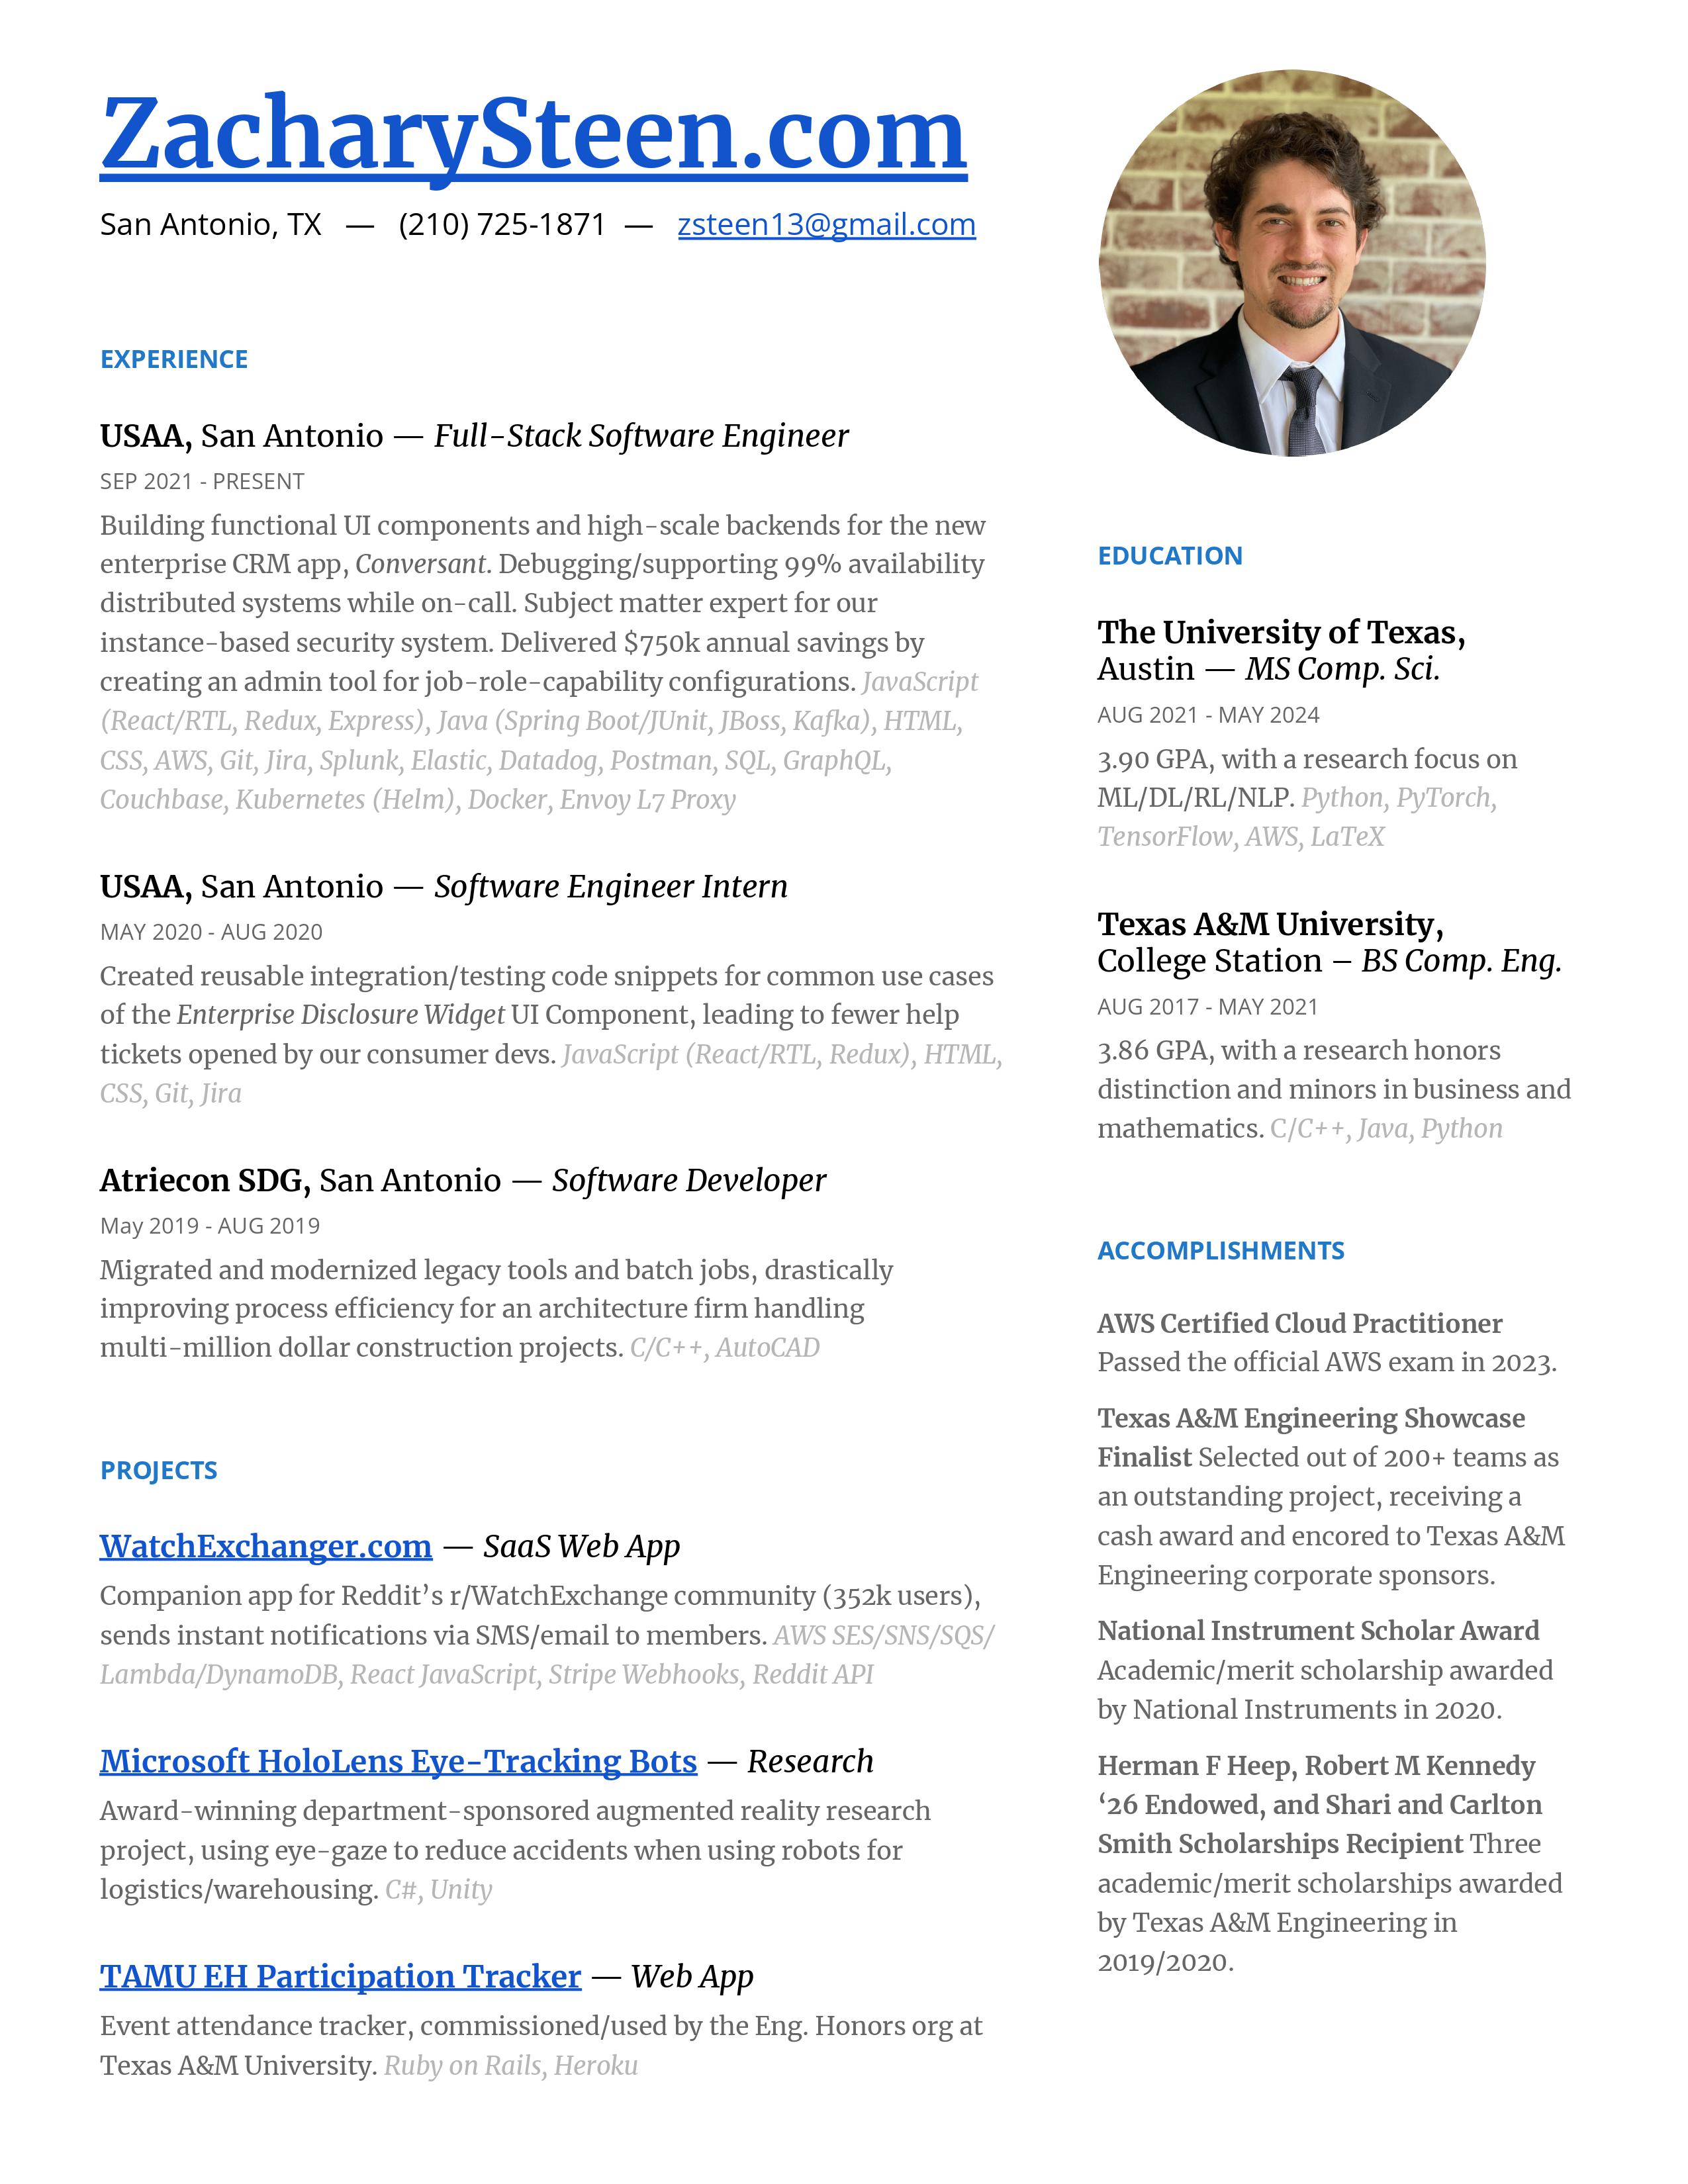 ZacharySteen.com
San Antonio, TX — (210) 725-1871 — zsteen13@gmail.com
EXPERIENCE
USAA, San Antonio — Full-Stack Software Engineer
SEP 2021 - PRESENT
Building functional UI components and high-scale backends for the new
enterprise CRM app, Conversant. Debugging/supporting 99% availability
distributed systems while on-call. Subject matter expert for our
instance-based security system. Delivered $750k annual savings by
creating an admin tool for job-role-capability configurations. JavaScript
(React/RTL, Redux, Express), Java (Spring Boot/JUnit, JBoss, Kafka), HTML,
CSS, AWS, Git, Jira, Splunk, Elastic, Datadog, Postman, SQL, GraphQL,
Couchbase, Kubernetes (Helm), Docker, Envoy L7 Proxy
USAA, San Antonio — Software Engineer Intern
MAY 2020 - AUG 2020
Created reusable integration/testing code snippets for common use cases
of the Enterprise Disclosure Widget UI Component, leading to fewer help
tickets opened by our consumer devs. JavaScript (React/RTL, Redux), HTML,
CSS, Git, Jira
Atriecon SDG, San Antonio — Software Developer
May 2019 - AUG 2019
Migrated and modernized legacy tools and batch jobs, drastically
improving process efficiency for an architecture firm handling
multi-million dollar construction projects. C/C++, AutoCAD
PROJECTS
WatchExchanger.com — SaaS Web App
Companion app for Reddit’s r/WatchExchange community (352k users),
sends instant notifications via SMS/email to members. AWS SES/SNS/SQS/
Lambda/DynamoDB, React JavaScript, Stripe Webhooks, Reddit API
Microsoft HoloLens Eye-Tracking Bots — Research
Award-winning department-sponsored augmented reality research
project, using eye-gaze to reduce accidents when using robots for
logistics/warehousing. C#, Unity
TAMU EH Participation Tracker — Web App
Event attendance tracker, commissioned/used by the Eng. Honors org at
Texas A&M University. Ruby on Rails, Heroku
EDUCATION
The University of Texas,
Austin — MS Comp. Sci.
AUG 2021 - MAY 2024
3.90 GPA, with a research focus on
ML/DL/RL/NLP. Python, PyTorch,
TensorFlow, AWS, LaTeX
Texas A&M University,
College Station – BS Comp. Eng.
AUG 2017 - MAY 2021
3.86 GPA, with a research honors
distinction and minors in business and
mathematics. C/C++, Java, Python
ACCOMPLISHMENTS
AWS Certified Cloud Practitioner
Passed the official AWS exam in 2023.
Texas A&M Engineering Showcase
Finalist Selected out of 200+ teams as
an outstanding project, receiving a
cash award and encored to Texas A&M
Engineering corporate sponsors.
National Instrument Scholar Award
Academic/merit scholarship awarded
by National Instruments in 2020.
Herman F Heep, Robert M Kennedy
‘26 Endowed, and Shari and Carlton
Smith Scholarships Recipient Three
academic/merit scholarships awarded
by Texas A&M Engineering in
2019/2020.